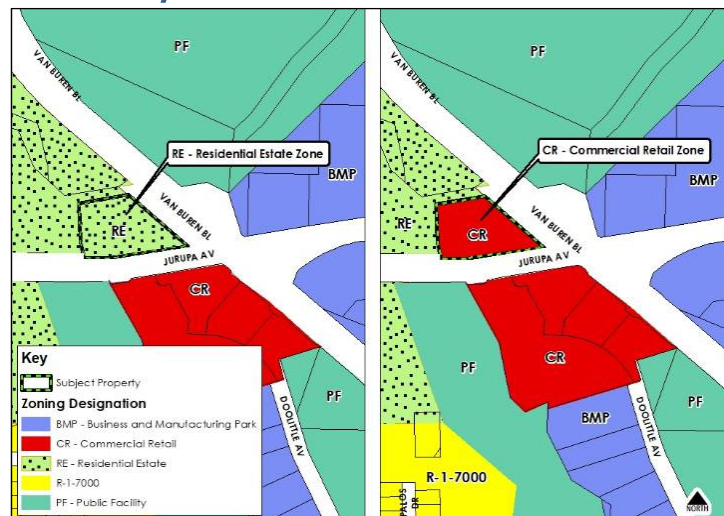 PF
VAN BUREN BL
RE - Residential Estate Zone
BMP
VAN BUREN BL
RE
JURUPA AV
CR
Key
Subject Property
Zoning Designation
BMP - Business and Manufacturing Park
CR - Commercial Retail
RE - Residential Estate
R-1-7000
PF - Public Facility
PF
DOOLITTLE AV
PF
VAN BUREN BL
CR - Commercial Retail Zone
BMP
RE
VAN BUREN BL
CR
JURUPA AV
PF
CR
PF
BMP
DOOLITTLE AV
R-1-7000
PALOS
DR
NORTH